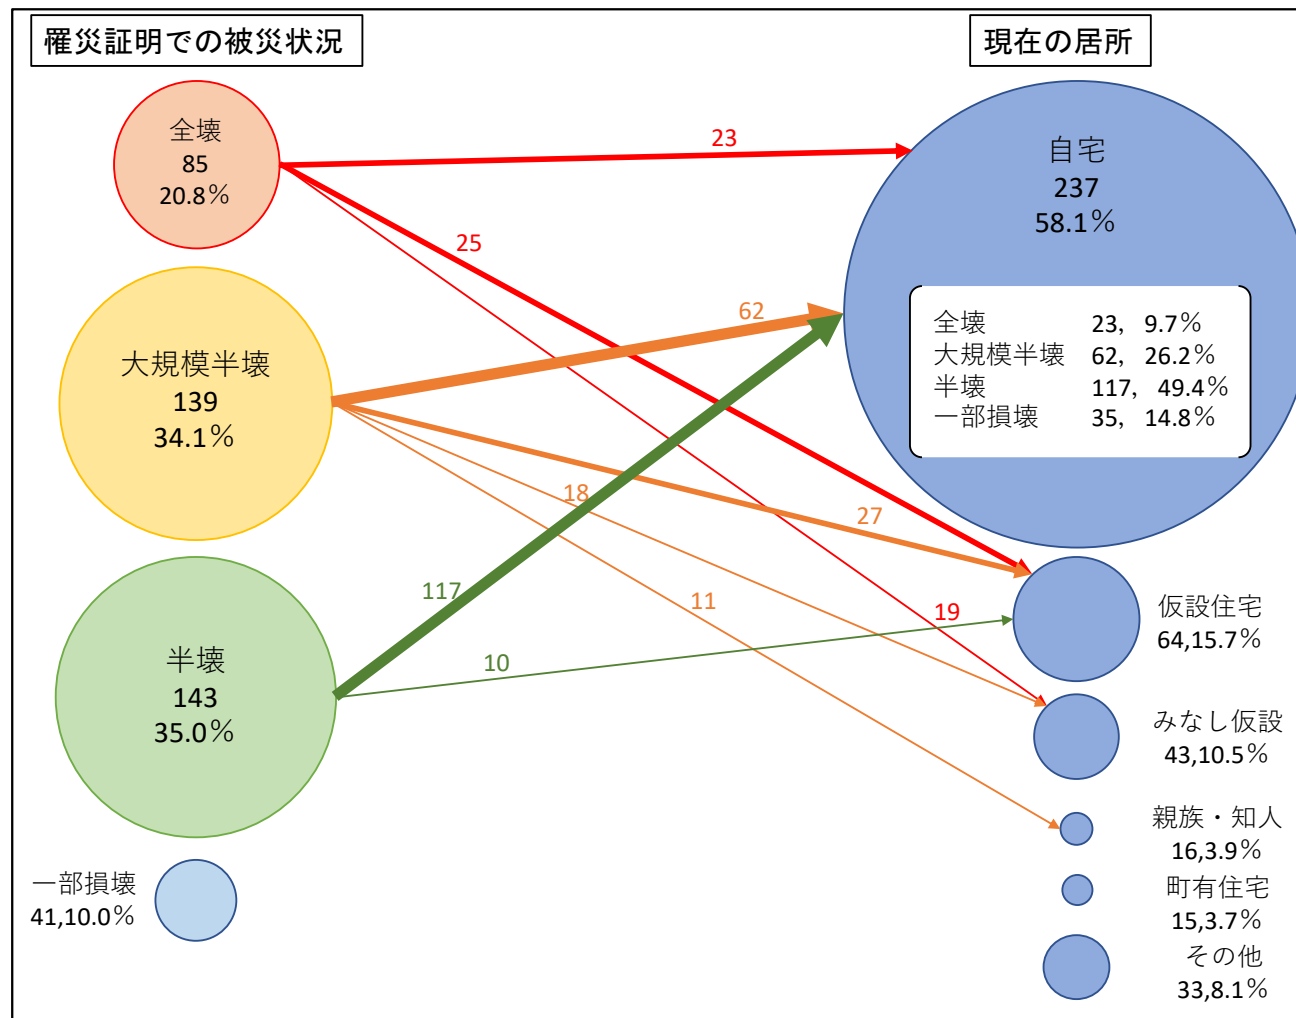 罹災証明での被災状況
現在の居所
全壊
85
20.8％
大規模半壊
139
34.1％
半壊
143
35.0％
一部損壊
41,10.0％
23
25
62
18
27
117
11
19
10
自宅
237
58.1％
全壊 23, 9.7％
大規模半壊 62, 26.2％
半壊 117, 49.4％
一部損壊 35, 14.8％
仮設住宅
64,15.7％
みなし仮設
43,10.5％
親族・知人
16,3.9％
町有住宅
15,3.7％
その他
33,8.1％